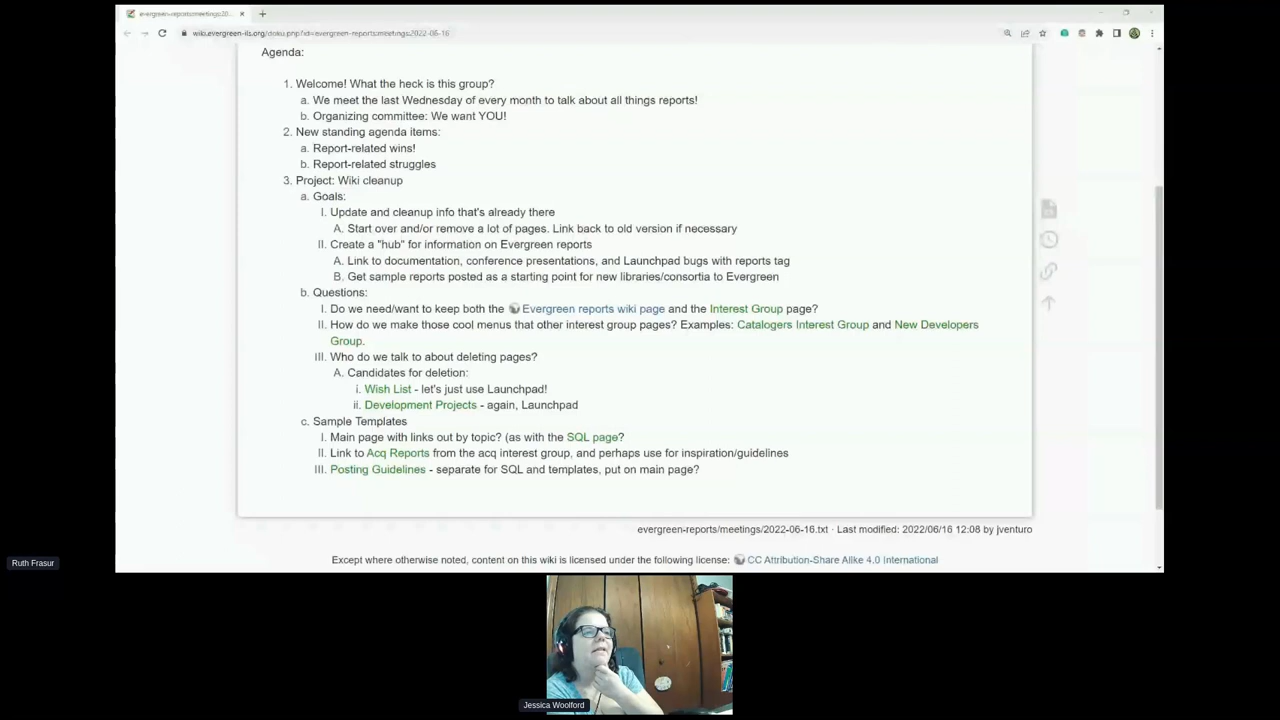 evergreen-reports:meetings:20...
wiki.evergreen-ils.org/doku.php?id=evergreen-reports:meetings:2022-06-16
Agenda:
1. Welcome! What the heck is this group?
a. We meet the last Wednesday of every month to talk about all things reports!
b. Organizing committee: We want YOU!
2. New standing agenda items:
a. Report-related wins!
b. Report-related struggles
3. Project: Wiki cleanup
a. Goals:
I. Update and cleanup info that's already there
A. Start over and/or remove a lot of pages. Link back to old version if necessary
II. Create a "hub" for information on Evergreen reports
A. Link to documentation, conference presentations, and Launchpad bugs with reports tag
B. Get sample reports posted as a starting point for new libraries/consortia to Evergreen
b. Questions:
I. Do we need/want to keep both the Evergreen reports wiki page and the Interest Group page?
II. How do we make those cool menus that other interest group pages? Examples: Catalogers Interest Group and New Developers
Group.
III. Who do we talk to about deleting pages?
A. Candidates for deletion:
i. Wish List - let's just use Launchpad!
ii. Development Projects - again, Launchpad
c. Sample Templates
I. Main page with links out by topic? (as with the SQL page?
II. Link to Acq Reports from the acq interest group, and perhaps use for inspiration/guidelines
III. Posting Guidelines - separate for SQL and templates, put on main page?
evergreen-reports/meetings/2022-06-16.txt · Last modified: 2022/06/16 12:08 by jventuro
Except where otherwise noted, content on this wiki is licensed under the following license: CC Attribution-Share Alike 4.0 International
Ruth Frasur
Jessica Woolford